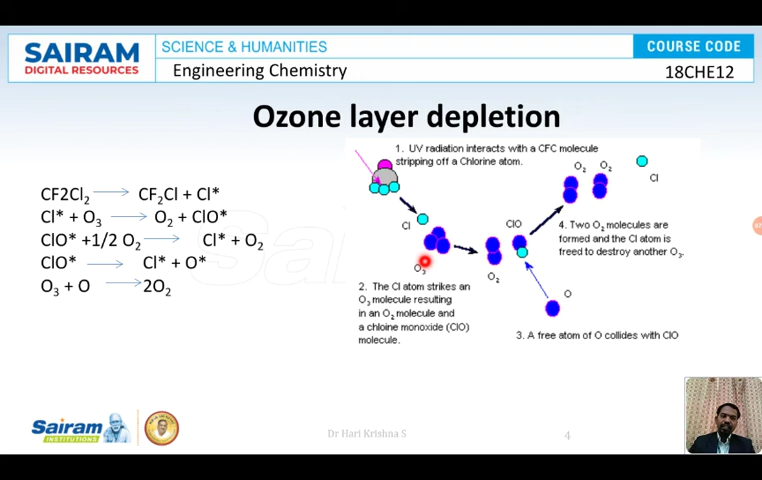 SAIRAM
DIGITAL RESOURCES
SCIENCE & HUMANITIES
Engineering Chemistry
COURSE CODE
18CHE12
Ozone layer depletion
CF2Cl₂ → CF₂Cl + Cl*
Cl* + O₃ → O₂ + ClO*
ClO* +1/2 O₂ → Cl* + O₂
ClO* → Cl* + O*
O₃ + O → 2O₂
1. UV radiation interacts with a CFC molecule
stripping off a Chlorine atom.
O₂ O₂
Cl
Cl
ClO
O₃
O₂
O
4. Two O₂ molecules are
formed and the Cl atom is
freed to destroy another O₃.
2. The Cl atom strikes an
O₃ molecule resulting
in an O₂ molecule and
a chloine monoxide (ClO)
molecule.
3. A free atom of O collides with ClO
Sairam
INSTITUTIONS
Dr Hari Krishna S
4